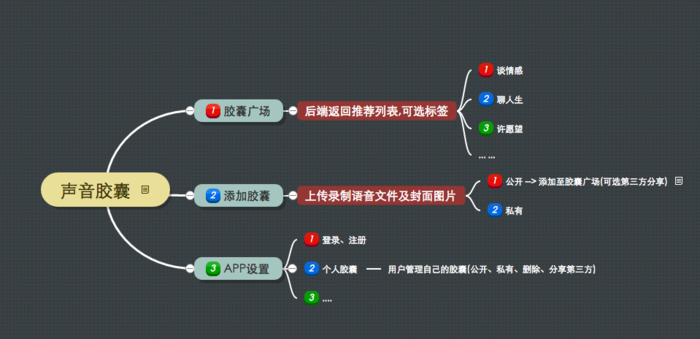 声音胶囊
1 胶囊广场
后端返回推荐列表,可选标签
1 谈情感
2 聊人生
3 许愿望
... ...
2 添加胶囊
上传录制语音文件及封面图片
1 公开 --> 添加至胶囊广场(可选第三方分享)
2 私有
3 APP设置
1 登录、注册
2 个人胶囊 用户管理自己的胶囊(公开、私有、删除、分享第三方)
3 ....